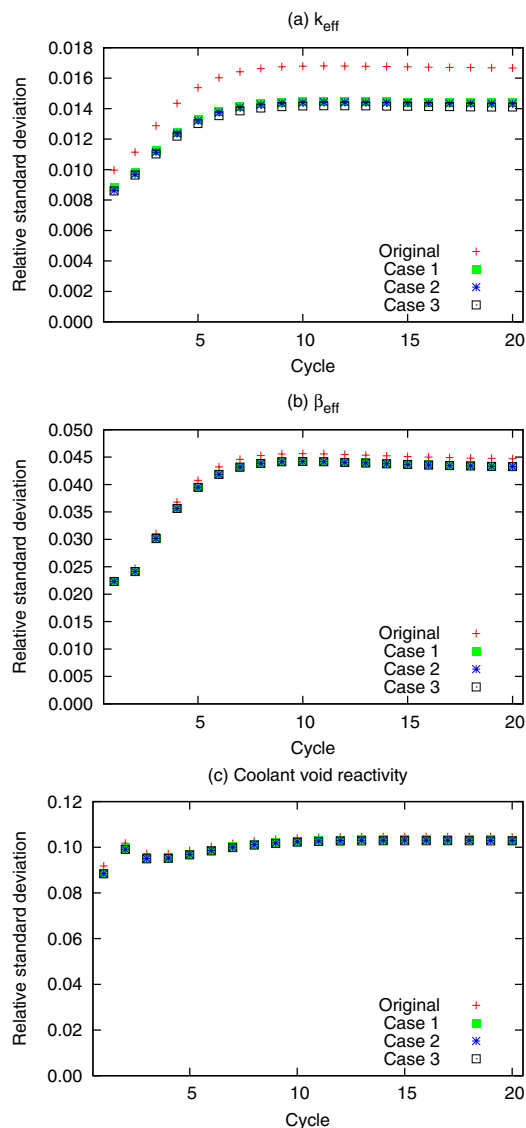 (a) keff
Relative standard deviation
0.018
0.016
0.014
0.012
0.010
0.008
0.006
0.004
0.002
0.000
Original
Case 1
Case 2
Case 3
5 10 15 20
Cycle
(b) βeff
Relative standard deviation
0.050
0.045
0.040
0.035
0.030
0.025
0.020
0.015
0.010
0.005
0.000
Original
Case 1
Case 2
Case 3
5 10 15 20
Cycle
(c) Coolant void reactivity
Relative standard deviation
0.12
0.10
0.08
0.06
0.04
0.02
0.00
Original
Case 1
Case 2
Case 3
5 10 15 20
Cycle